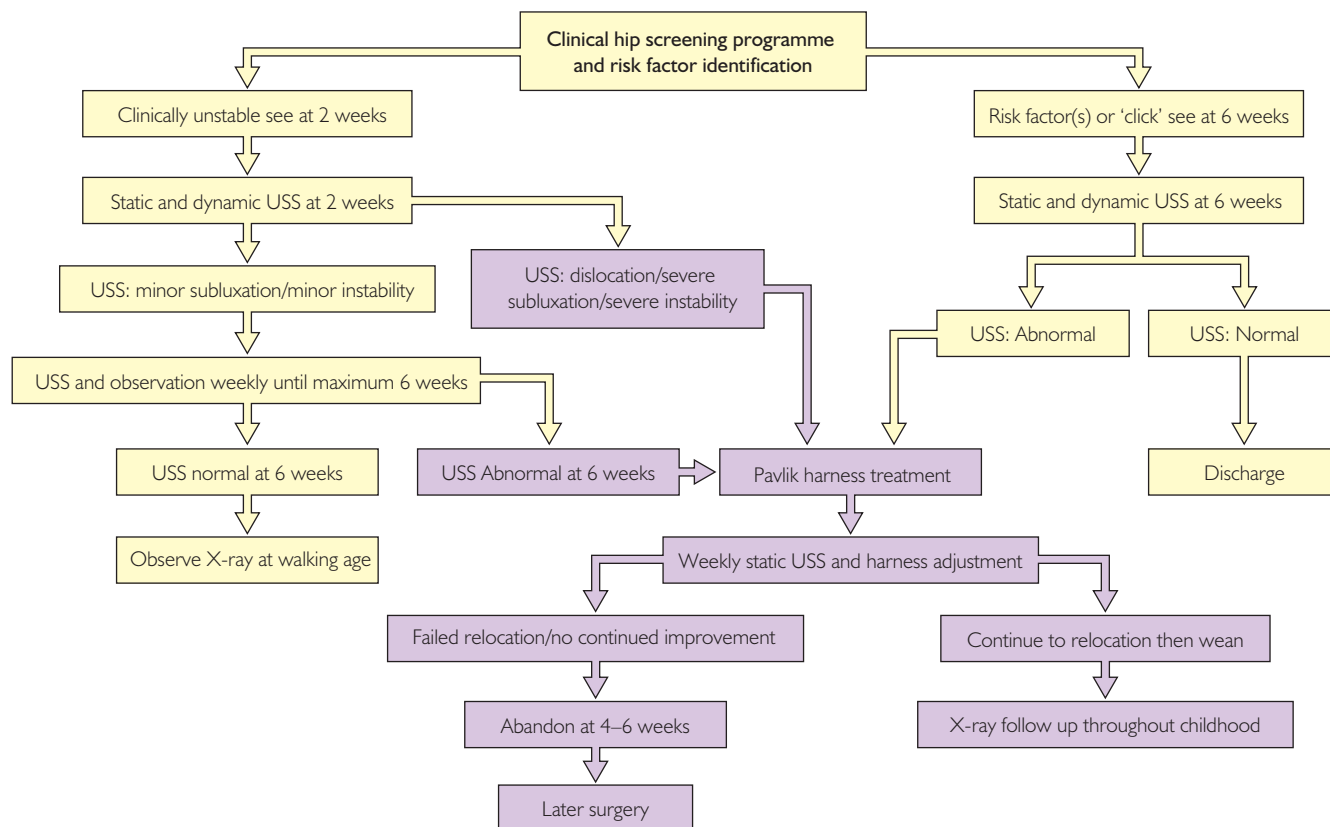 Clinical hip screening programme
and risk factor identification
Clinically unstable see at 2 weeks
Risk factor(s) or ‘click’ see at 6 weeks
Static and dynamic USS at 2 weeks
Static and dynamic USS at 6 weeks
USS: minor subluxation/minor instability
USS: dislocation/severe
subluxation/severe instability
USS: Abnormal
USS: Normal
USS and observation weekly until maximum 6 weeks
USS normal at 6 weeks
USS Abnormal at 6 weeks
Pavlik harness treatment
Discharge
Observe X-ray at walking age
Weekly static USS and harness adjustment
Failed relocation/no continued improvement
Continue to relocation then wean
Abandon at 4–6 weeks
X-ray follow up throughout childhood
Later surgery